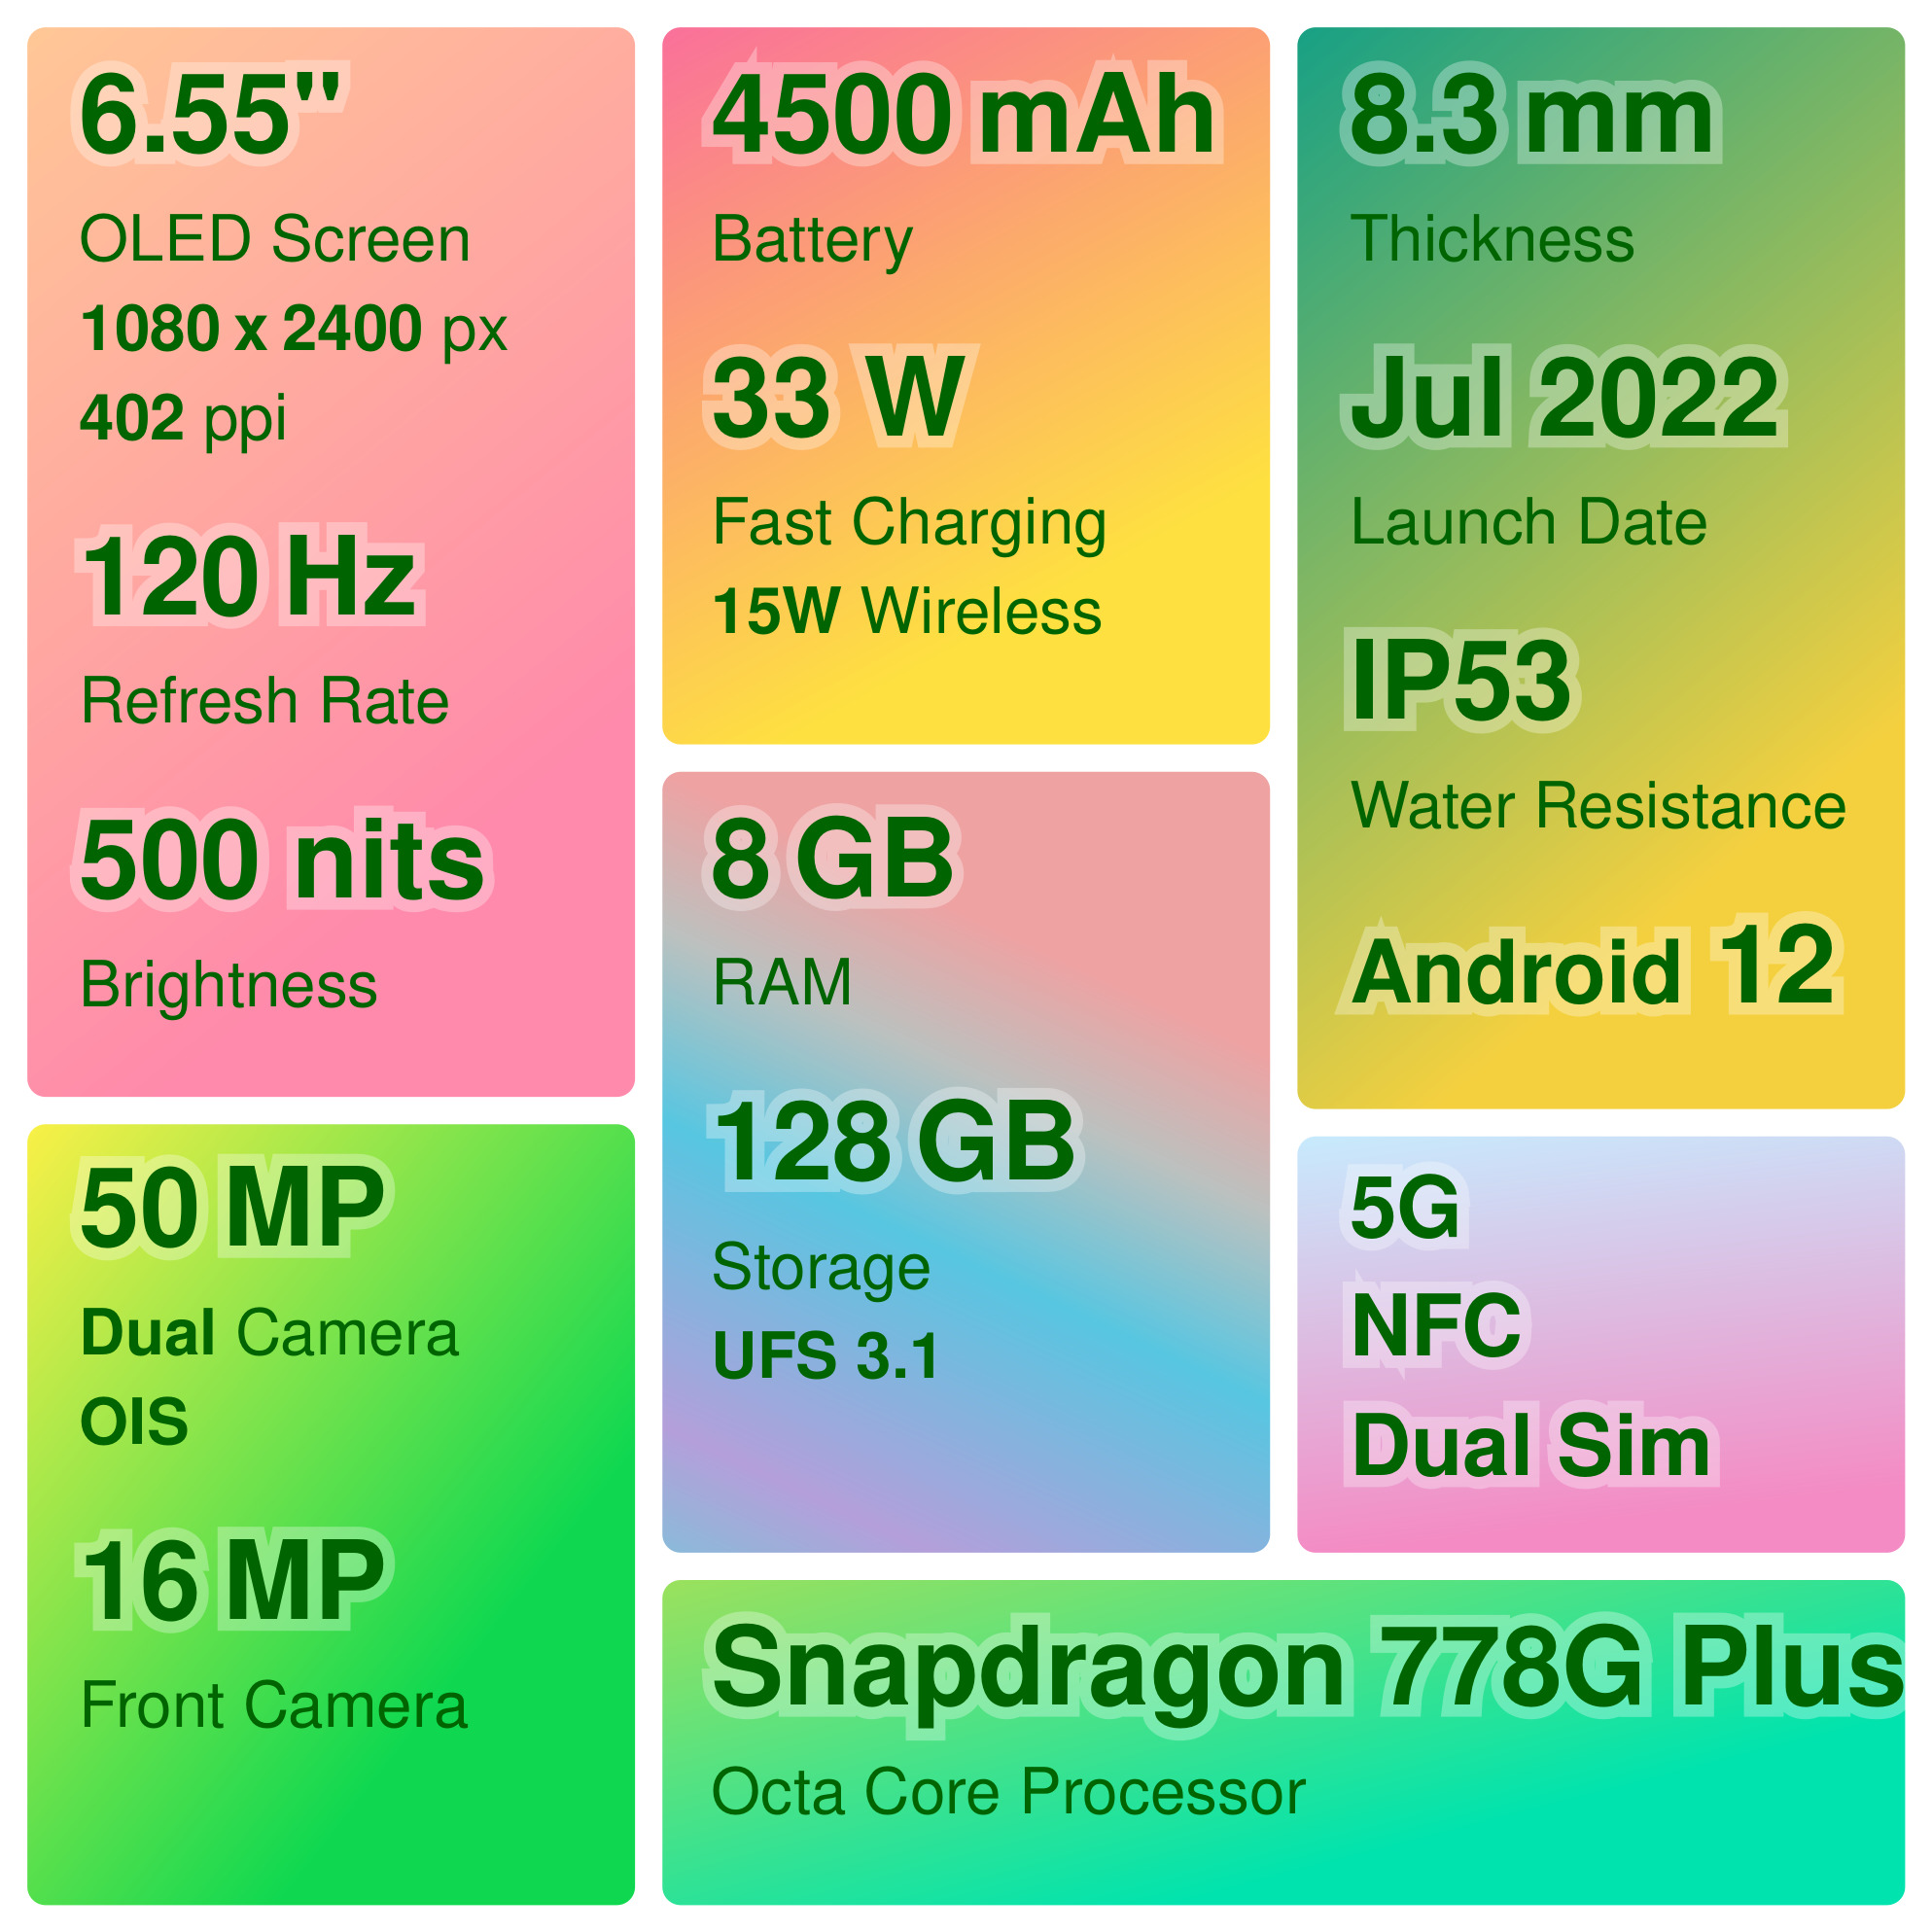 6.55"
OLED Screen
1080 x 2400 px
402 ppi
120 Hz
Refresh Rate
500 nits
Brightness
50 MP
Dual Camera
OIS
16 MP
Front Camera
4500 mAh
Battery
33 W
Fast Charging
15W Wireless
8 GB
RAM
128 GB
Storage
UFS 3.1
8.3 mm
Thickness
Jul 2022
Launch Date
IP53
Water Resistance
Android 12
5G
NFC
Dual Sim
Snapdragon 778G Plus
Octa Core Processor